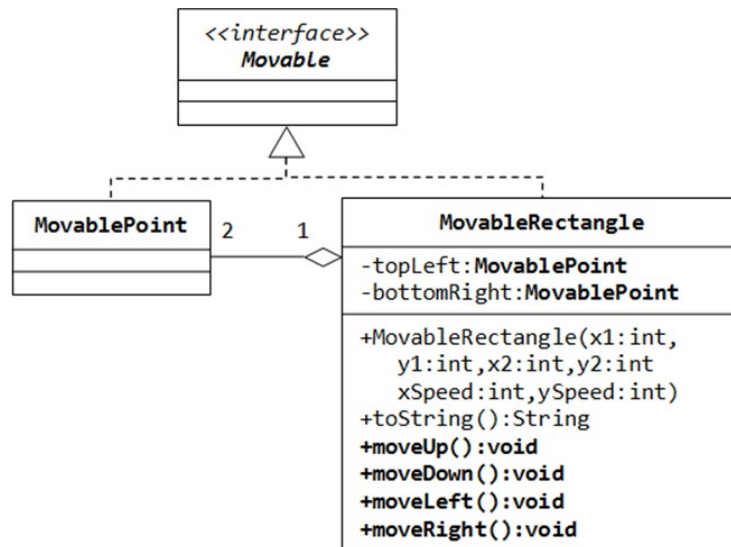 <<interface>>
Movable
MovablePoint
2
1
MovableRectangle
-topLeft:MovablePoint
-bottomRight:MovablePoint
+MovableRectangle(x1:int,
y1:int,x2:int,y2:int
xSpeed:int,ySpeed:int)
+toString():String
+moveUp():void
+moveDown():void
+moveLeft():void
+moveRight():void